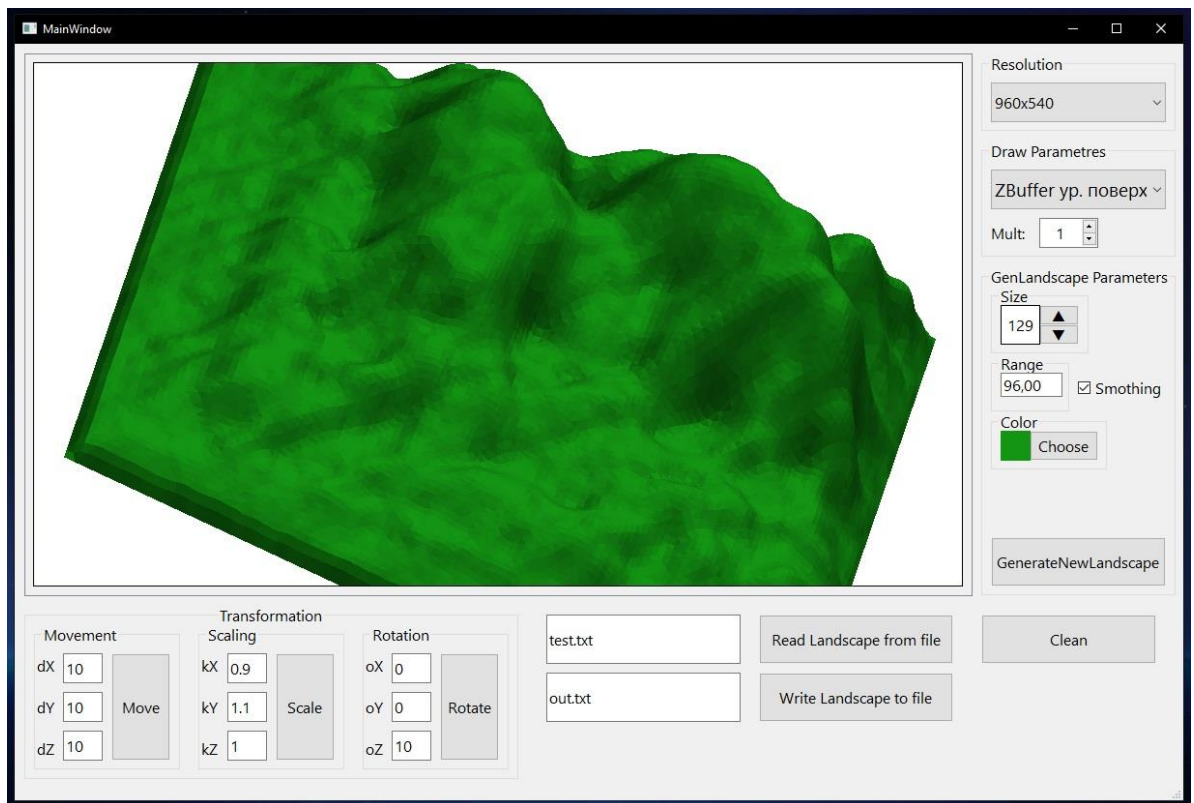 MainWindow
Resolution
960x540
Draw Parametres
ZBuffer ур. поверх
Mult: 1
GenLandscape Parameters
Size
129
Range
96,00
Smothing
Color
Choose
GenerateNewLandscape
Transformation
Movement
dX 10
dY 10
dZ 10
Move
Scaling
kX 0.9
kY 1.1
kZ 1
Scale
Rotation
oX 0
oY 0
oZ 10
Rotate
test.txt
Read Landscape from file
Clean
out.txt
Write Landscape to file